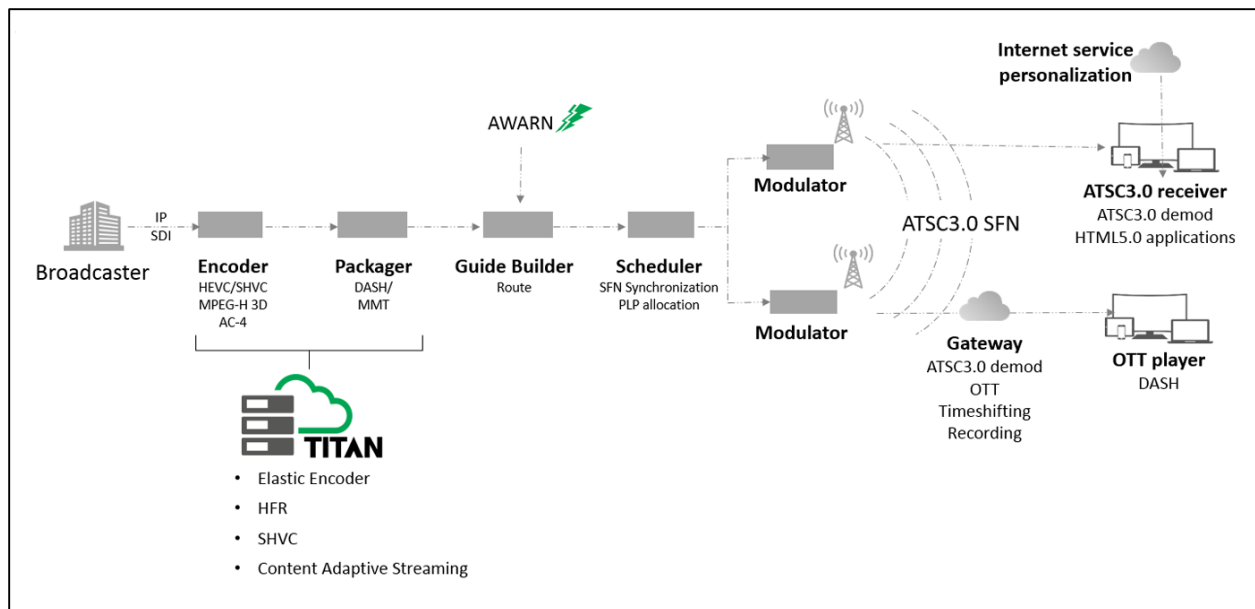 Internet service
personalization
AWARN
IP
SDI
Broadcaster
Encoder
HEVC/SHVC
MPEG-H 3D
AC-4
Packager
DASH/
MMT
Guide Builder
Route
Scheduler
SFN Synchronization
PLP allocation
Modulator
Modulator
ATSC3.0 SFN
ATSC3.0 receiver
ATSC3.0 demod
HTML5.0 applications
Gateway
ATSC3.0 demod
OTT
Timeshifting
Recording
OTT player
DASH
TITAN
• Elastic Encoder
• HFR
• SHVC
• Content Adaptive Streaming